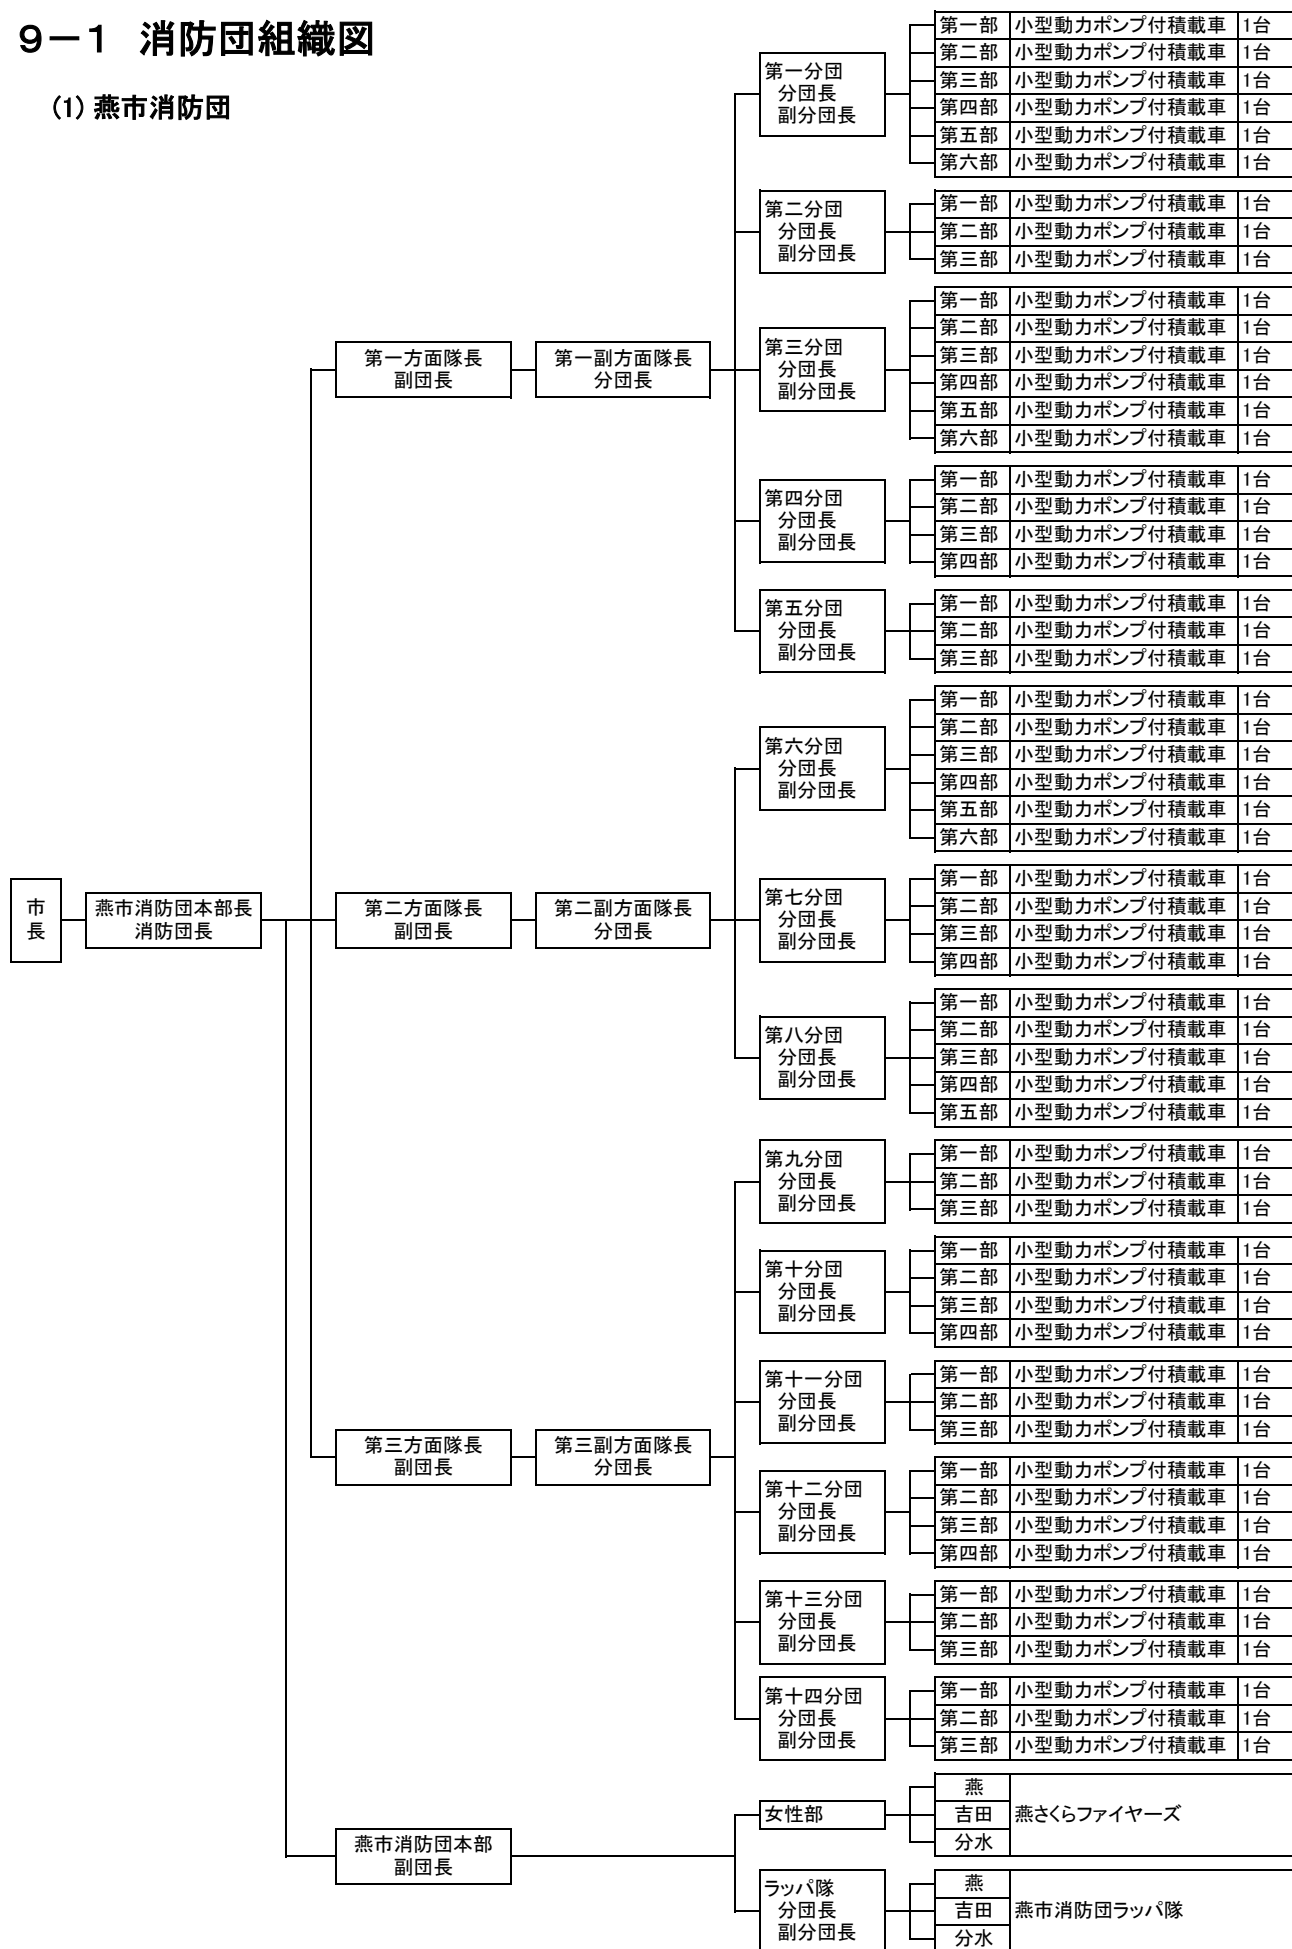 9－1 消防団組織図
(1) 燕市消防団
市
長
燕市消防団本部長
消防団長
第一方面隊長
副団長
第一副方面隊長
分団長
第一分団
分団長
副分団長
第一部 小型動力ポンプ付積載車 1台
第二部 小型動力ポンプ付積載車 1台
第三部 小型動力ポンプ付積載車 1台
第四部 小型動力ポンプ付積載車 1台
第五部 小型動力ポンプ付積載車 1台
第六部 小型動力ポンプ付積載車 1台
第二分団
分団長
副分団長
第一部 小型動力ポンプ付積載車 1台
第二部 小型動力ポンプ付積載車 1台
第三部 小型動力ポンプ付積載車 1台
第三分団
分団長
副分団長
第一部 小型動力ポンプ付積載車 1台
第二部 小型動力ポンプ付積載車 1台
第三部 小型動力ポンプ付積載車 1台
第四部 小型動力ポンプ付積載車 1台
第五部 小型動力ポンプ付積載車 1台
第六部 小型動力ポンプ付積載車 1台
第四分団
分団長
副分団長
第一部 小型動力ポンプ付積載車 1台
第二部 小型動力ポンプ付積載車 1台
第三部 小型動力ポンプ付積載車 1台
第四部 小型動力ポンプ付積載車 1台
第五分団
分団長
副分団長
第一部 小型動力ポンプ付積載車 1台
第二部 小型動力ポンプ付積載車 1台
第三部 小型動力ポンプ付積載車 1台
第二方面隊長
副団長
第二副方面隊長
分団長
第六分団
分団長
副分団長
第一部 小型動力ポンプ付積載車 1台
第二部 小型動力ポンプ付積載車 1台
第三部 小型動力ポンプ付積載車 1台
第四部 小型動力ポンプ付積載車 1台
第五部 小型動力ポンプ付積載車 1台
第六部 小型動力ポンプ付積載車 1台
第七分団
分団長
副分団長
第一部 小型動力ポンプ付積載車 1台
第二部 小型動力ポンプ付積載車 1台
第三部 小型動力ポンプ付積載車 1台
第四部 小型動力ポンプ付積載車 1台
第八分団
分団長
副分団長
第一部 小型動力ポンプ付積載車 1台
第二部 小型動力ポンプ付積載車 1台
第三部 小型動力ポンプ付積載車 1台
第四部 小型動力ポンプ付積載車 1台
第五部 小型動力ポンプ付積載車 1台
第三方面隊長
副団長
第三副方面隊長
分団長
第九分団
分団長
副分団長
第一部 小型動力ポンプ付積載車 1台
第二部 小型動力ポンプ付積載車 1台
第三部 小型動力ポンプ付積載車 1台
第十分団
分団長
副分団長
第一部 小型動力ポンプ付積載車 1台
第二部 小型動力ポンプ付積載車 1台
第三部 小型動力ポンプ付積載車 1台
第四部 小型動力ポンプ付積載車 1台
第十一分団
分団長
副分団長
第一部 小型動力ポンプ付積載車 1台
第二部 小型動力ポンプ付積載車 1台
第三部 小型動力ポンプ付積載車 1台
第十二分団
分団長
副分団長
第一部 小型動力ポンプ付積載車 1台
第二部 小型動力ポンプ付積載車 1台
第三部 小型動力ポンプ付積載車 1台
第四部 小型動力ポンプ付積載車 1台
第十三分団
分団長
副分団長
第一部 小型動力ポンプ付積載車 1台
第二部 小型動力ポンプ付積載車 1台
第三部 小型動力ポンプ付積載車 1台
第十四分団
分団長
副分団長
第一部 小型動力ポンプ付積載車 1台
第二部 小型動力ポンプ付積載車 1台
第三部 小型動力ポンプ付積載車 1台
燕市消防団本部
副団長
女性部
燕
吉田
分水
燕さくらファイヤーズ
ラッパ隊
分団長
副分団長
燕
吉田
分水
燕市消防団ラッパ隊